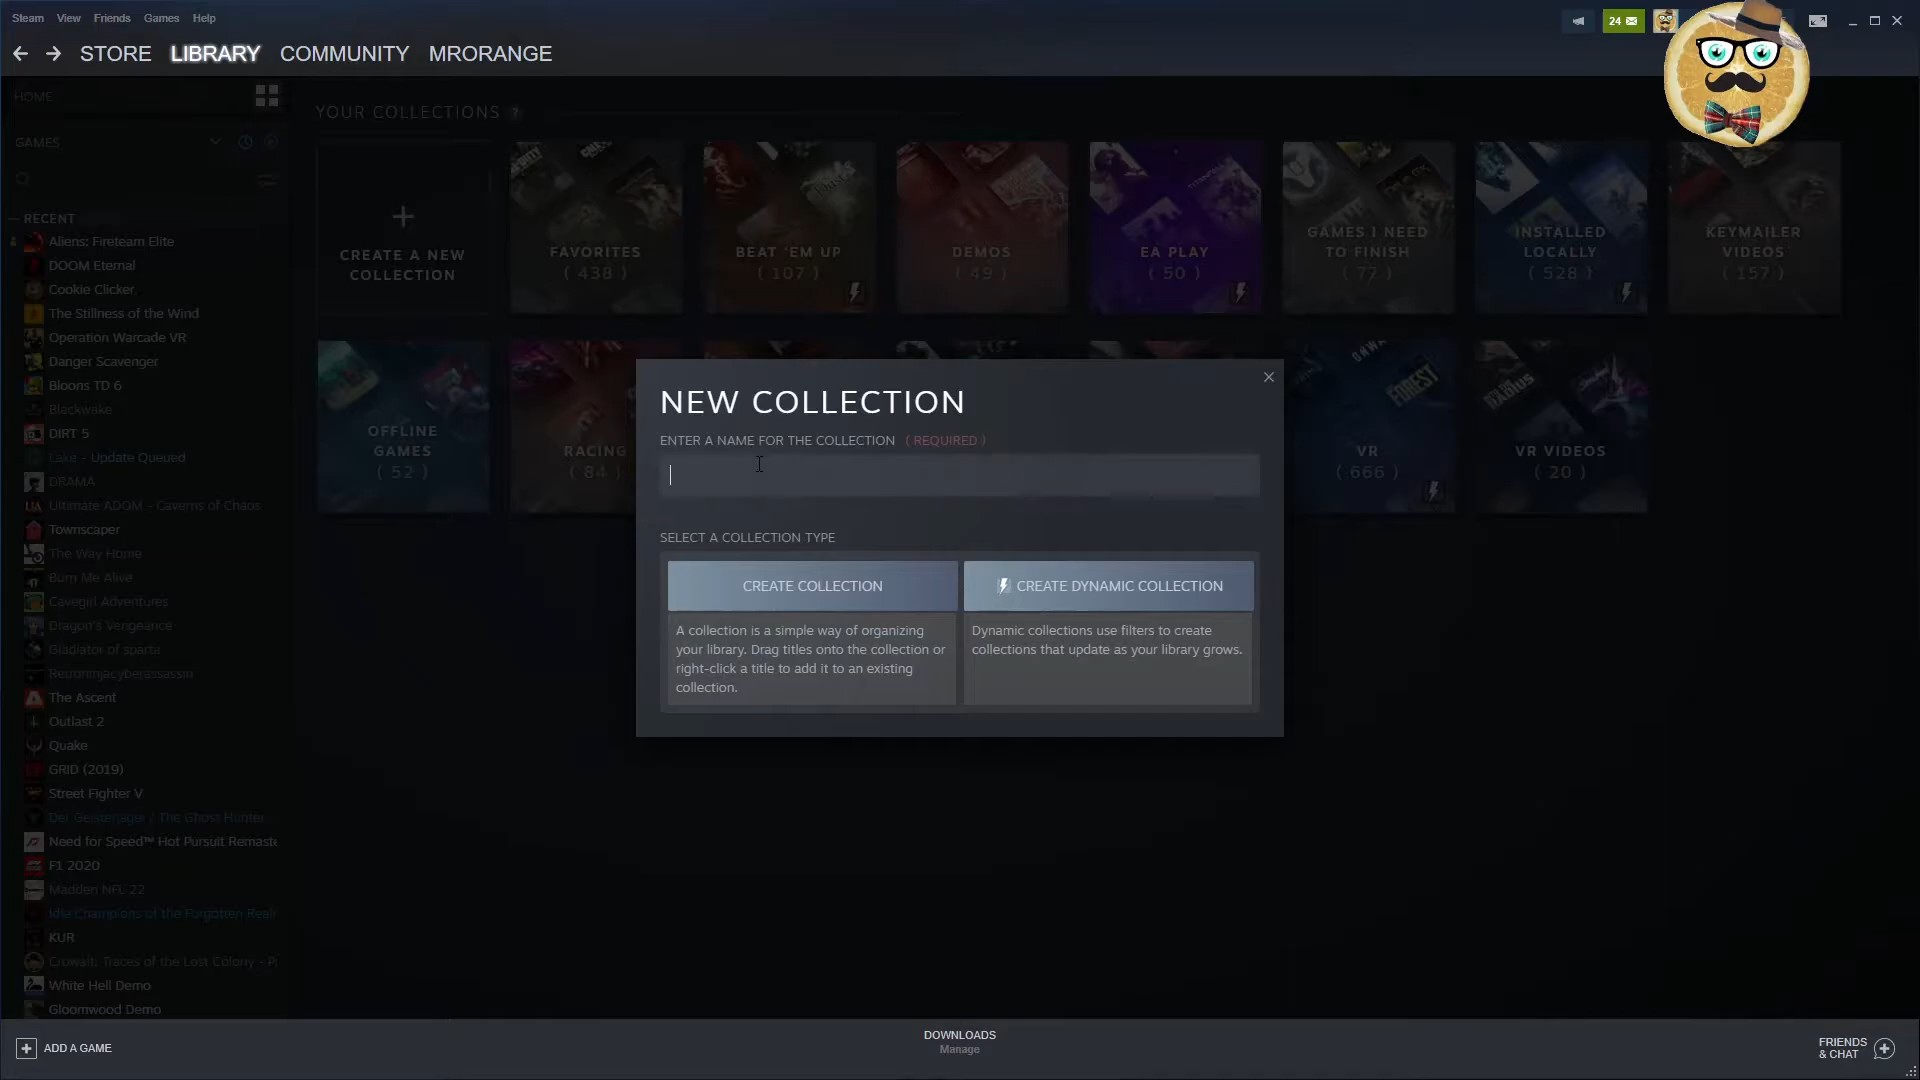 Steam View Friends Games Help
24
STORE LIBRARY COMMUNITY MRORANGE
HOME
GAMES
RECENT
Aliens: Fireteam Elite
DOOM Eternal
Cookie Clicker
The Stillness of the Wind
Operation Warcade VR
Danger Scavenger
Bloons TD 6
Blackwake
DIRT 5
Lake - Update Queued
DRAMA
Ultimate ADOM - Caverns of Chaos
Townscaper
The Way Home
Burn Me Alive
Cavegirl Adventures
Dragon's Vengeance
Gladiator of sparta
Retroninjacyberassassin
The Ascent
Outlast 2
Quake
GRID (2019)
Street Fighter V
Der Geisterjäger / The Ghost Hunter
Need for Speed™ Hot Pursuit Remaste
F1 2020
Madden NFL 22
Idle Champions of the Forgotten Real
KUR
Crowalt: Traces of the Lost Colony - P
White Hell Demo
Gloomwood Demo
YOUR COLLECTIONS ?
CREATE A NEW
COLLECTION
FAVORITES
( 438 )
BEAT 'EM UP
( 107 )
DEMOS
( 49 )
EA PLAY
( 50 )
GAMES I NEED
TO FINISH
( 77 )
INSTALLED
LOCALLY
( 528 )
KEYMAILER
VIDEOS
( 157 )
OFFLINE
GAMES
( 52 )
RACING
( 84 )
FOREST
VR
( 666 )
RADIUS
VR VIDEOS
( 20 )
NEW COLLECTION
ENTER A NAME FOR THE COLLECTION ( REQUIRED )
SELECT A COLLECTION TYPE
CREATE COLLECTION
A collection is a simple way of organizing
your library. Drag titles onto the collection or
right-click a title to add it to an existing
collection.
CREATE DYNAMIC COLLECTION
Dynamic collections use filters to create
collections that update as your library grows.
ADD A GAME
DOWNLOADS
Manage
FRIENDS
& CHAT